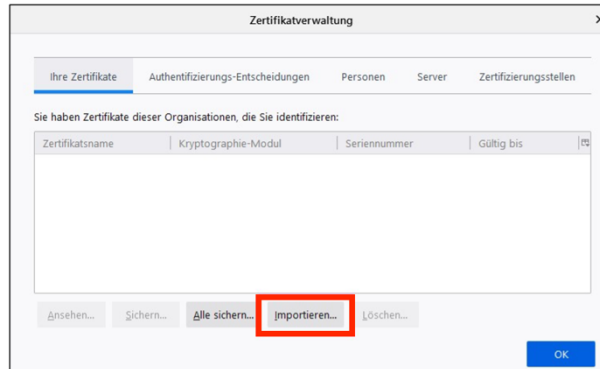 Zertifikatverwaltung
Ihre Zertifikate Authentifizierungs-Entscheidungen Personen Server Zertifizierungsstellen
Sie haben Zertifikate dieser Organisationen, die Sie identifizieren:
Zertifikatsname Kryptographie-Modul Seriennummer Gültig bis
Ansehen... Sichern... Alle sichern... Importieren... Löschen...
OK